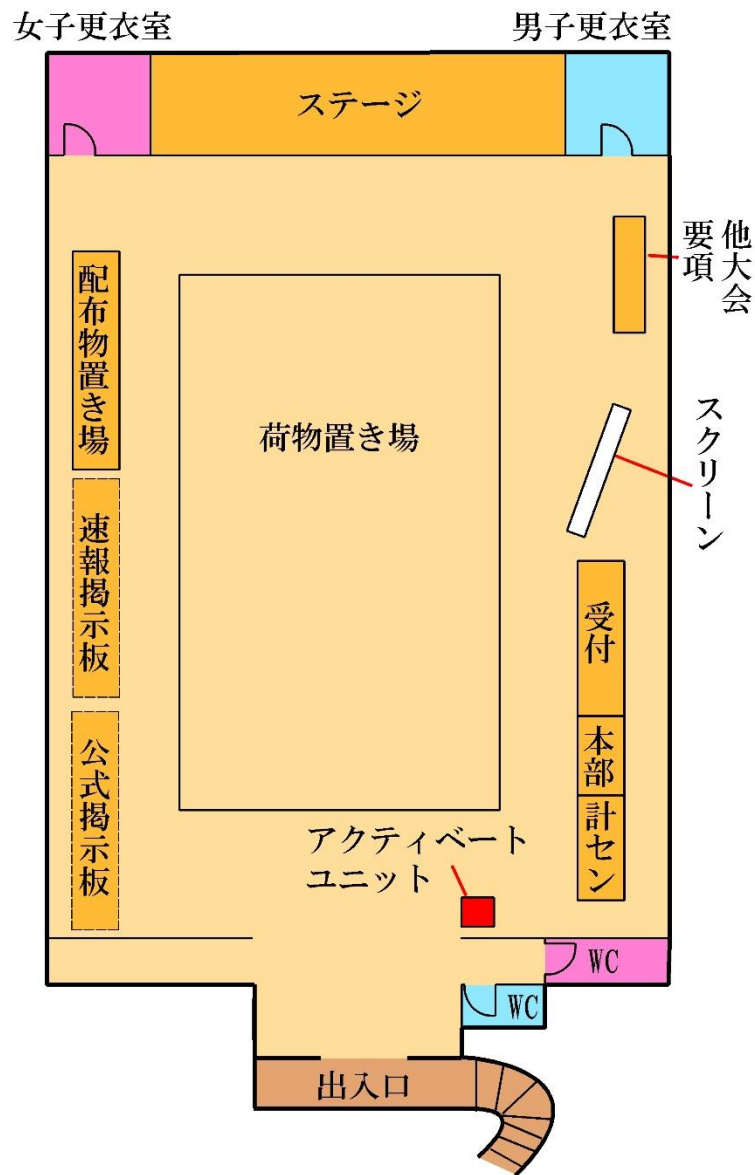 女子更衣室
男子更衣室
ステージ
他大会
要項
配布物置き場
荷物置き場
スクリーン
速報掲示板
受付
本部
公式掲示板
計セン
アクティベート
ユニット
WC
WC
出入口